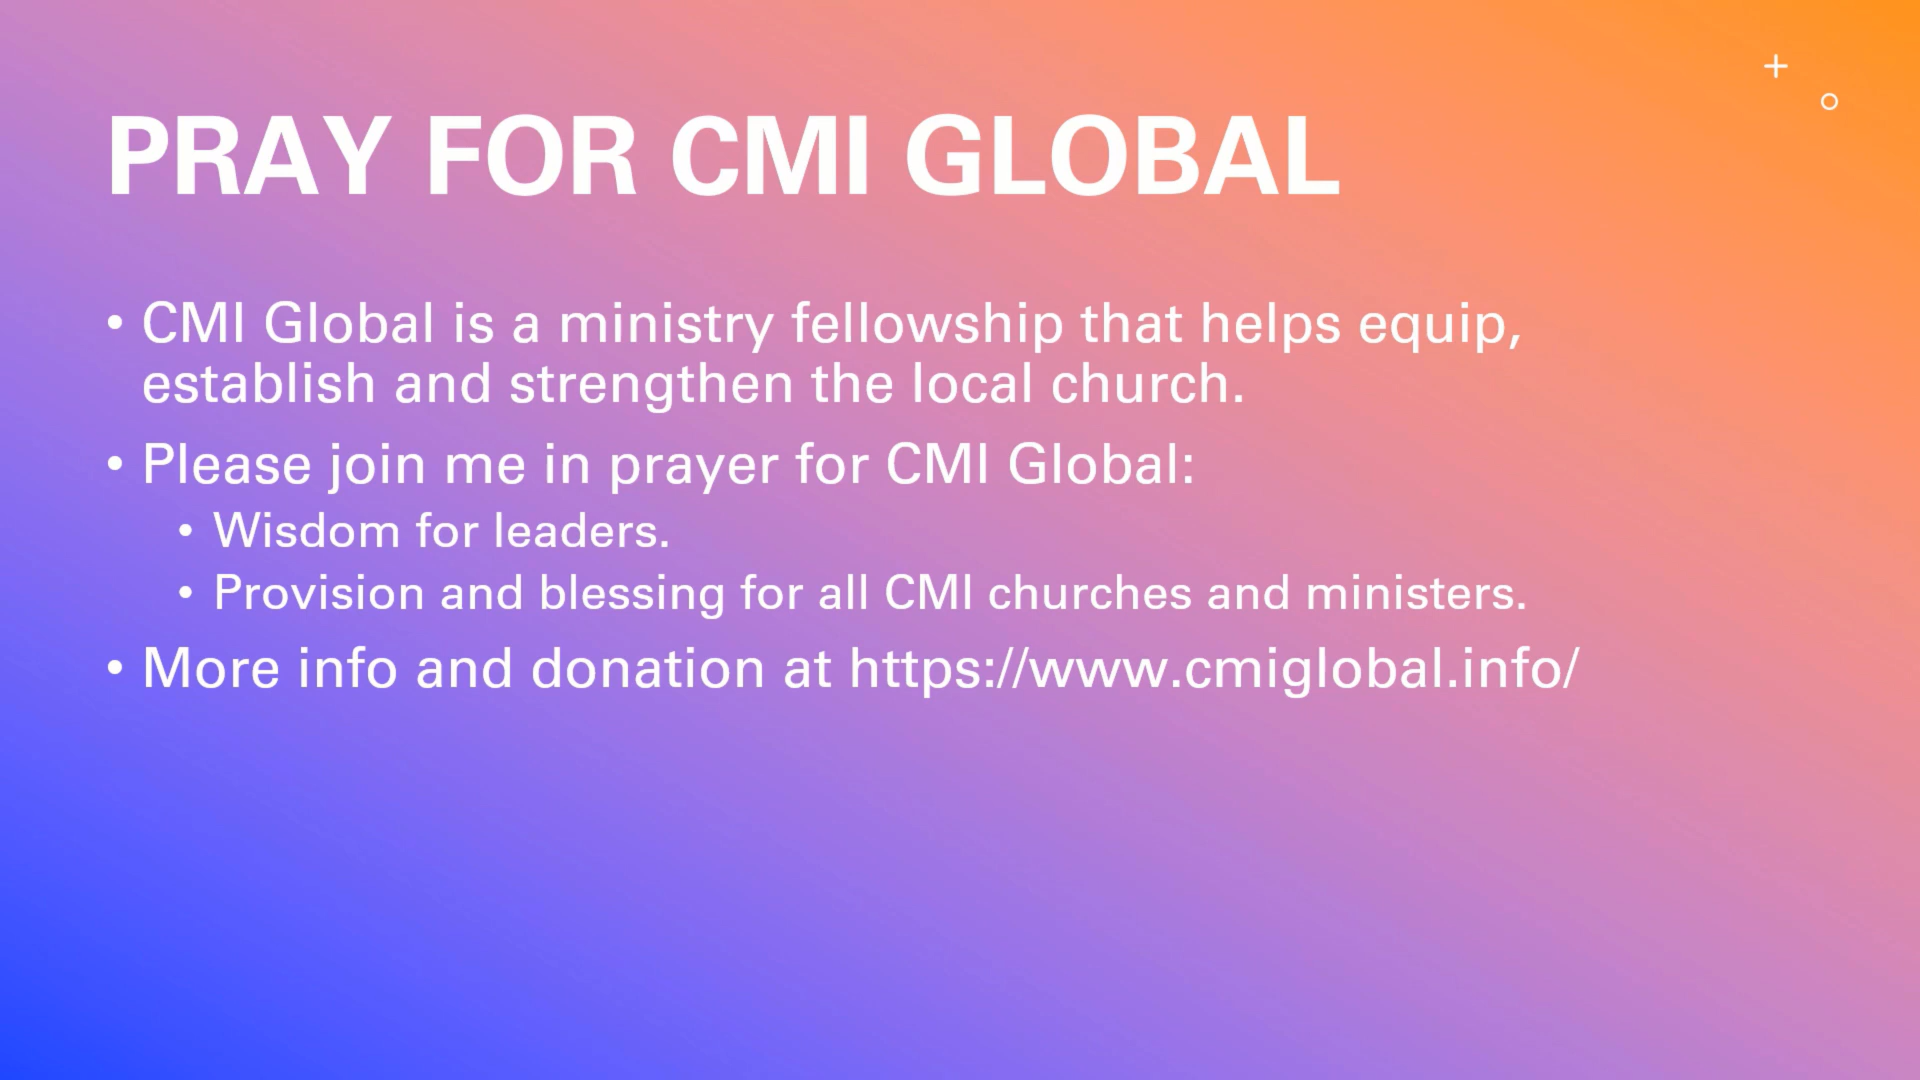 PRAY FOR CMI GLOBAL
• CMI Global is a ministry fellowship that helps equip,
establish and strengthen the local church.
• Please join me in prayer for CMI Global:
• Wisdom for leaders.
• Provision and blessing for all CMI churches and ministers.
• More info and donation at https://www.cmiglobal.info/